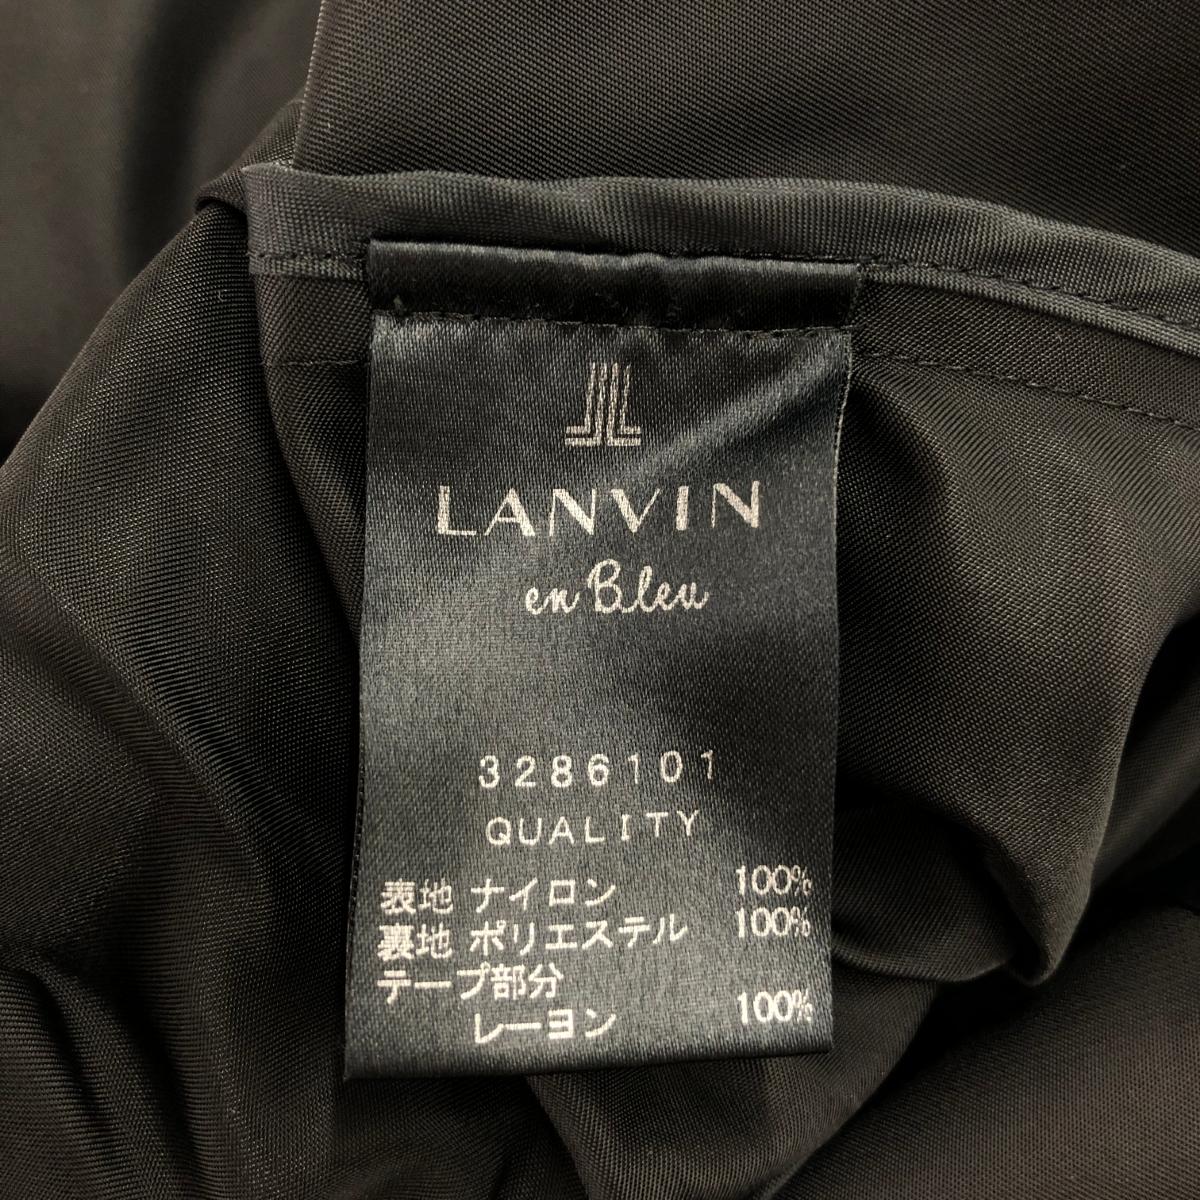 LANVIN
en Bleu
3286101
QUALITY
表地 ナイロン 100%
裏地 ポリエステル 100%
テープ部分
レーヨン 100%